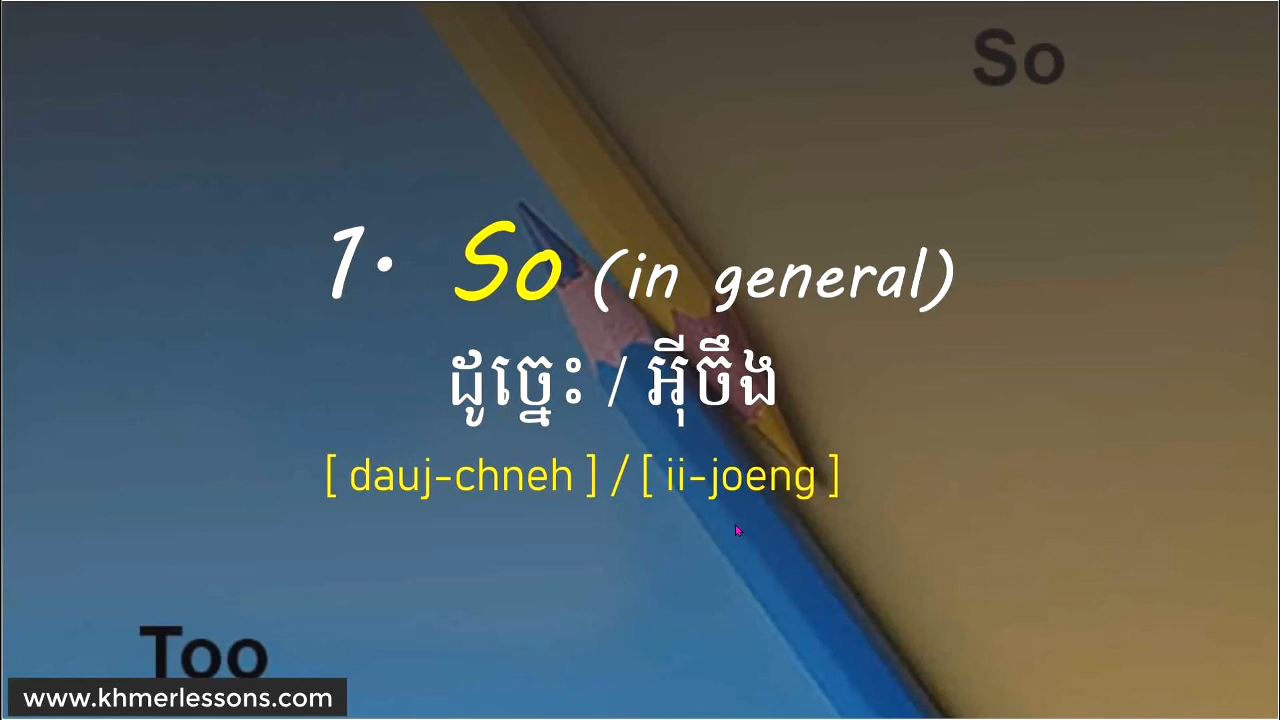 So
1. So (in general)
ដូច្នេះ / អ៊ីចឹង
[ dauj-chneh ] / [ ii-joeng ]
Too
www.khmerlessons.com